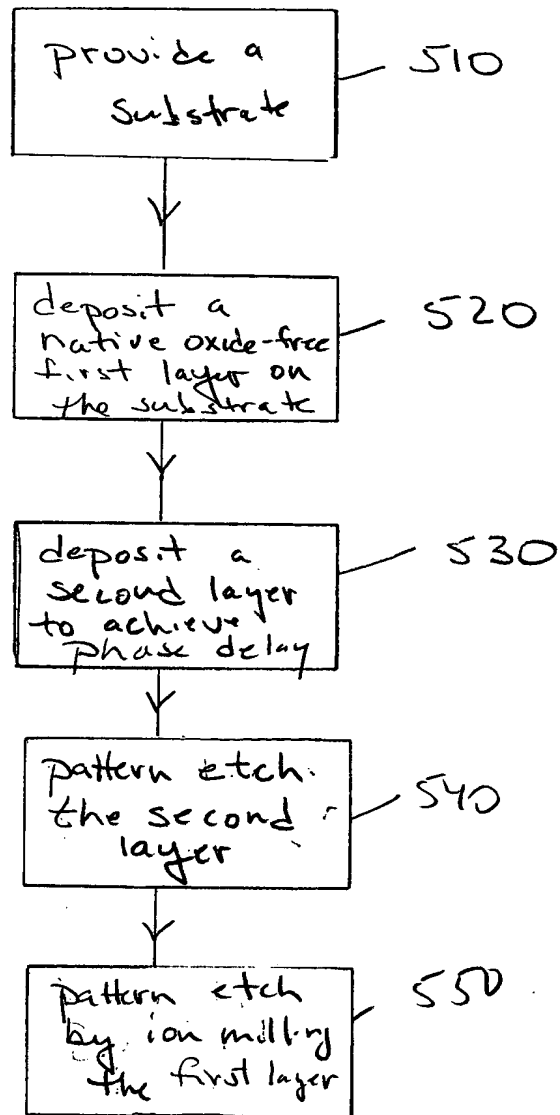 provide a
substrate
510
deposit a
native oxide-free
first layer on
the substrate
520
deposit a
second layer
to achieve
phase delay
530
pattern etch
the second
layer
540
pattern etch
by ion milling
the first layer
550